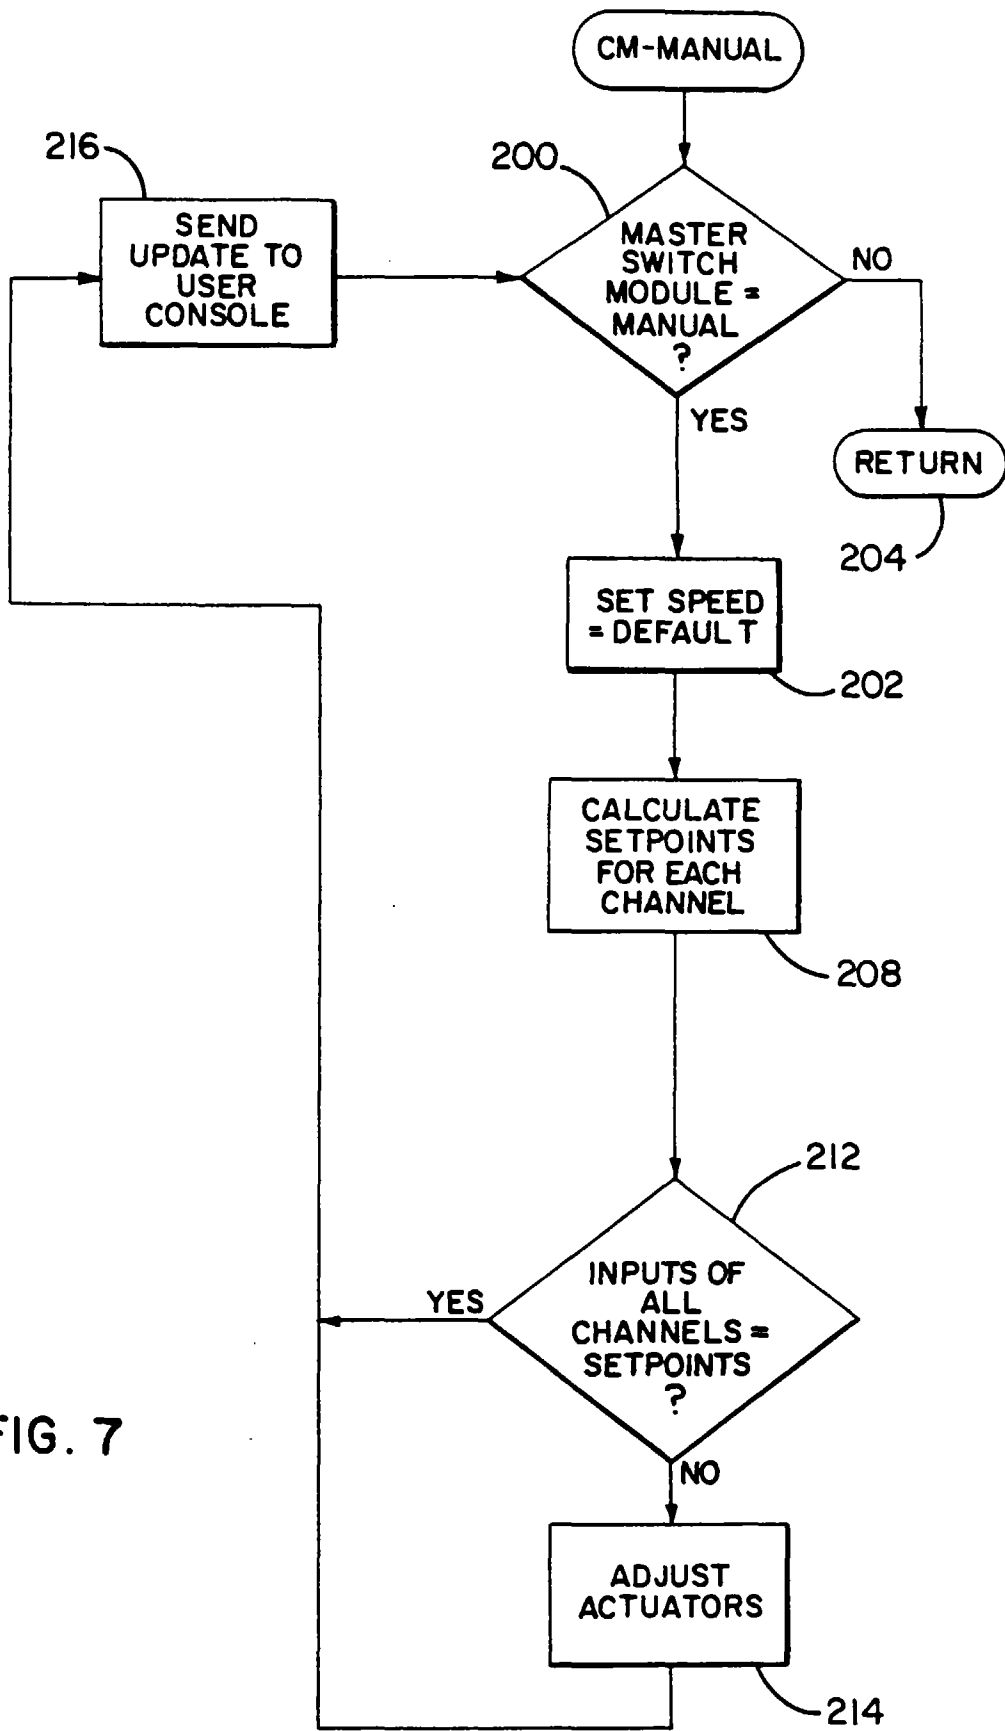 CM-MANUAL
216
200
SEND
UPDATE TO
USER
CONSOLE
MASTER
SWITCH
MODULE =
MANUAL
?
NO
YES
RETURN
204
SET SPEED
= DEFAULT
202
CALCULATE
SETPOINTS
FOR EACH
CHANNEL
208
212
INPUTS OF
ALL
CHANNELS =
SETPOINTS
?
YES
NO
FIG. 7
ADJUST
ACTUATORS
214